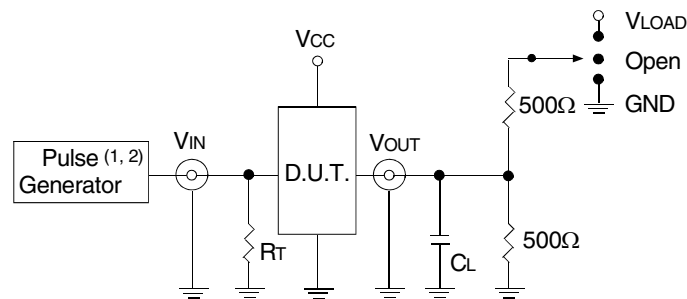 VLOAD
VCC
Open
500Ω
GND
VIN
VOUT
Pulse (1, 2)
Generator
D.U.T.
RT
CL
500Ω